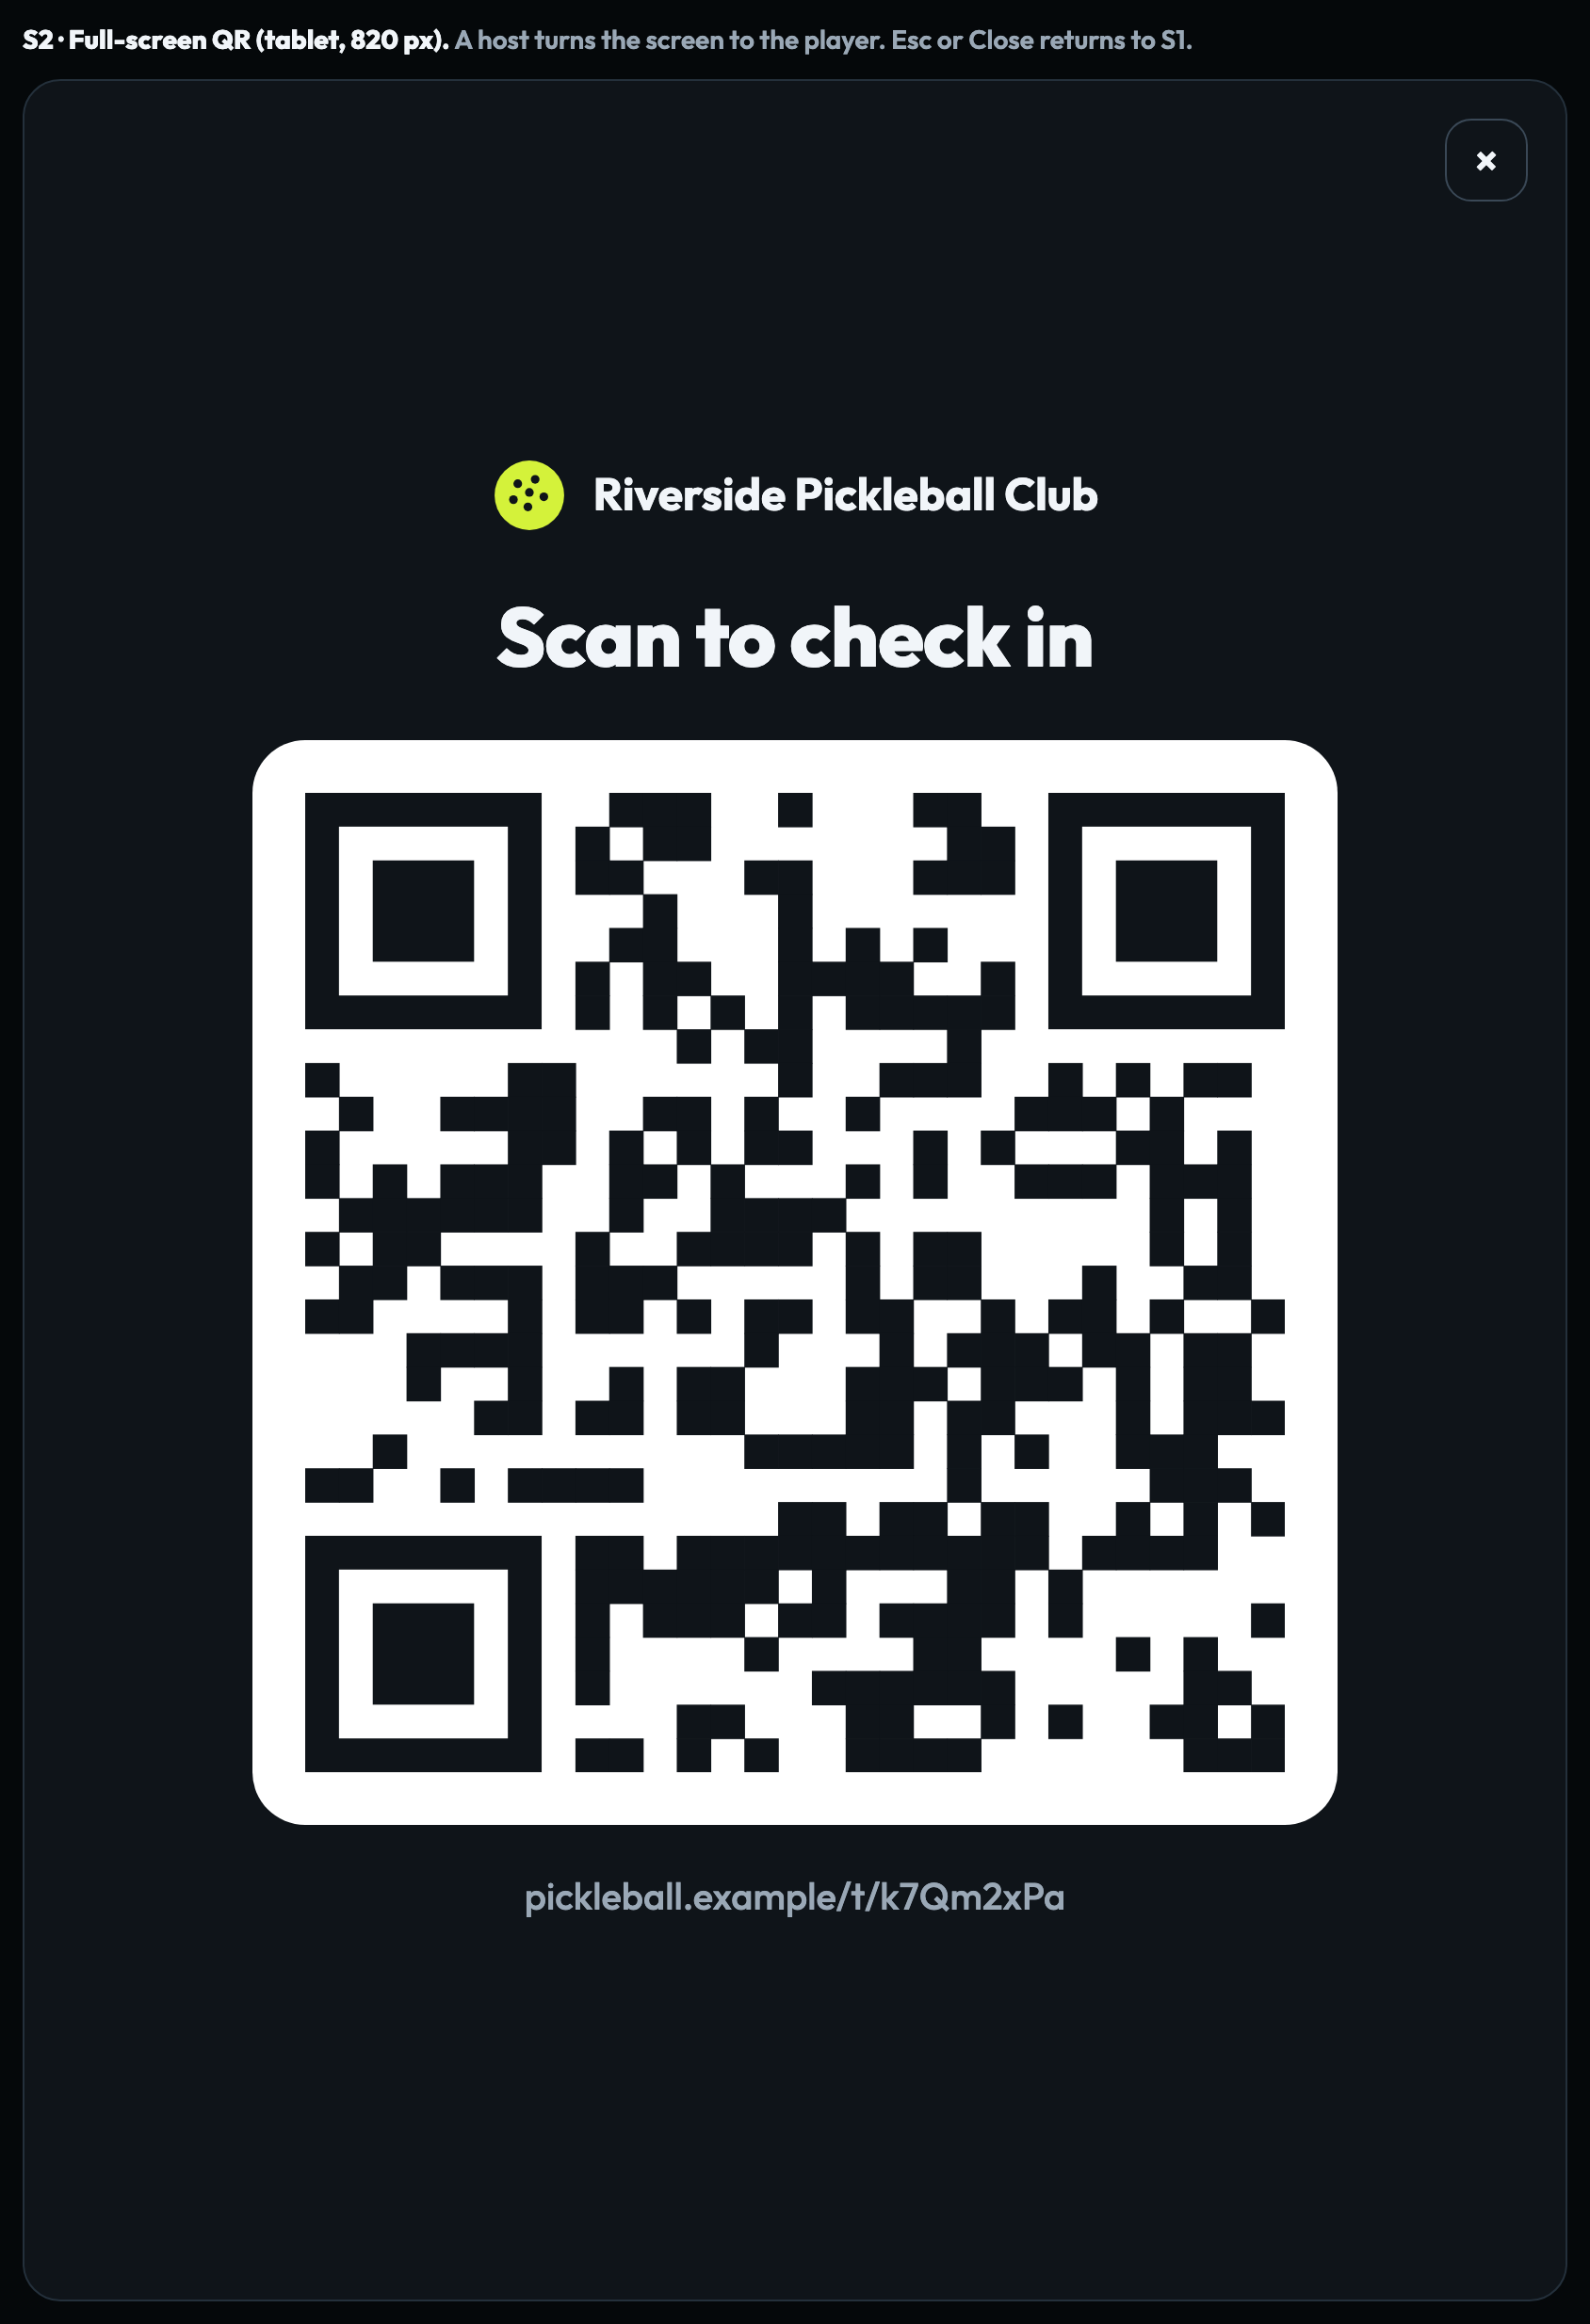 S2 · Full-screen QR (tablet, 820 px). A host turns the screen to the player. Esc or Close returns to S1.
Riverside Pickleball Club
Scan to check in
pickleball.example/t/k7Qm2xPa